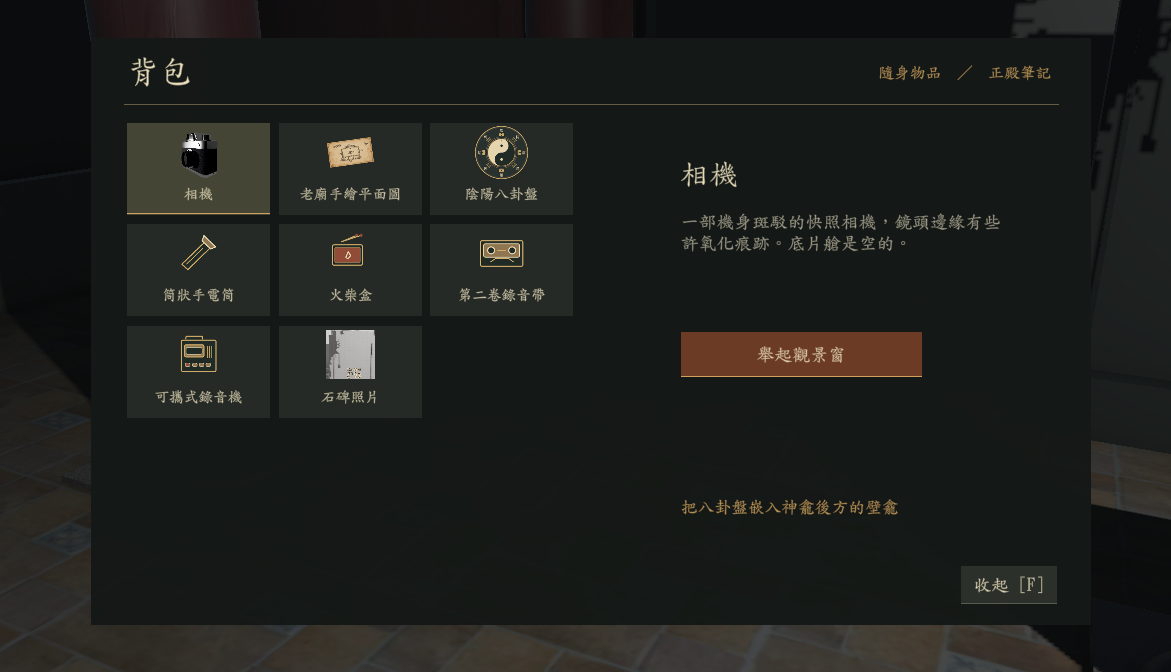 背包
隨身物品 ／ 正殿筆記
相機
老廟手繪平面圖
陰陽八卦盤
筒狀手電筒
火柴盒
第二卷錄音帶
可攜式錄音機
石碑照片
相機
一部機身斑駁的快照相機，鏡頭邊緣有些
許氧化痕跡。底片艙是空的。
舉起觀景窗
把八卦盤嵌入神龕後方的壁龕
收起 [F]